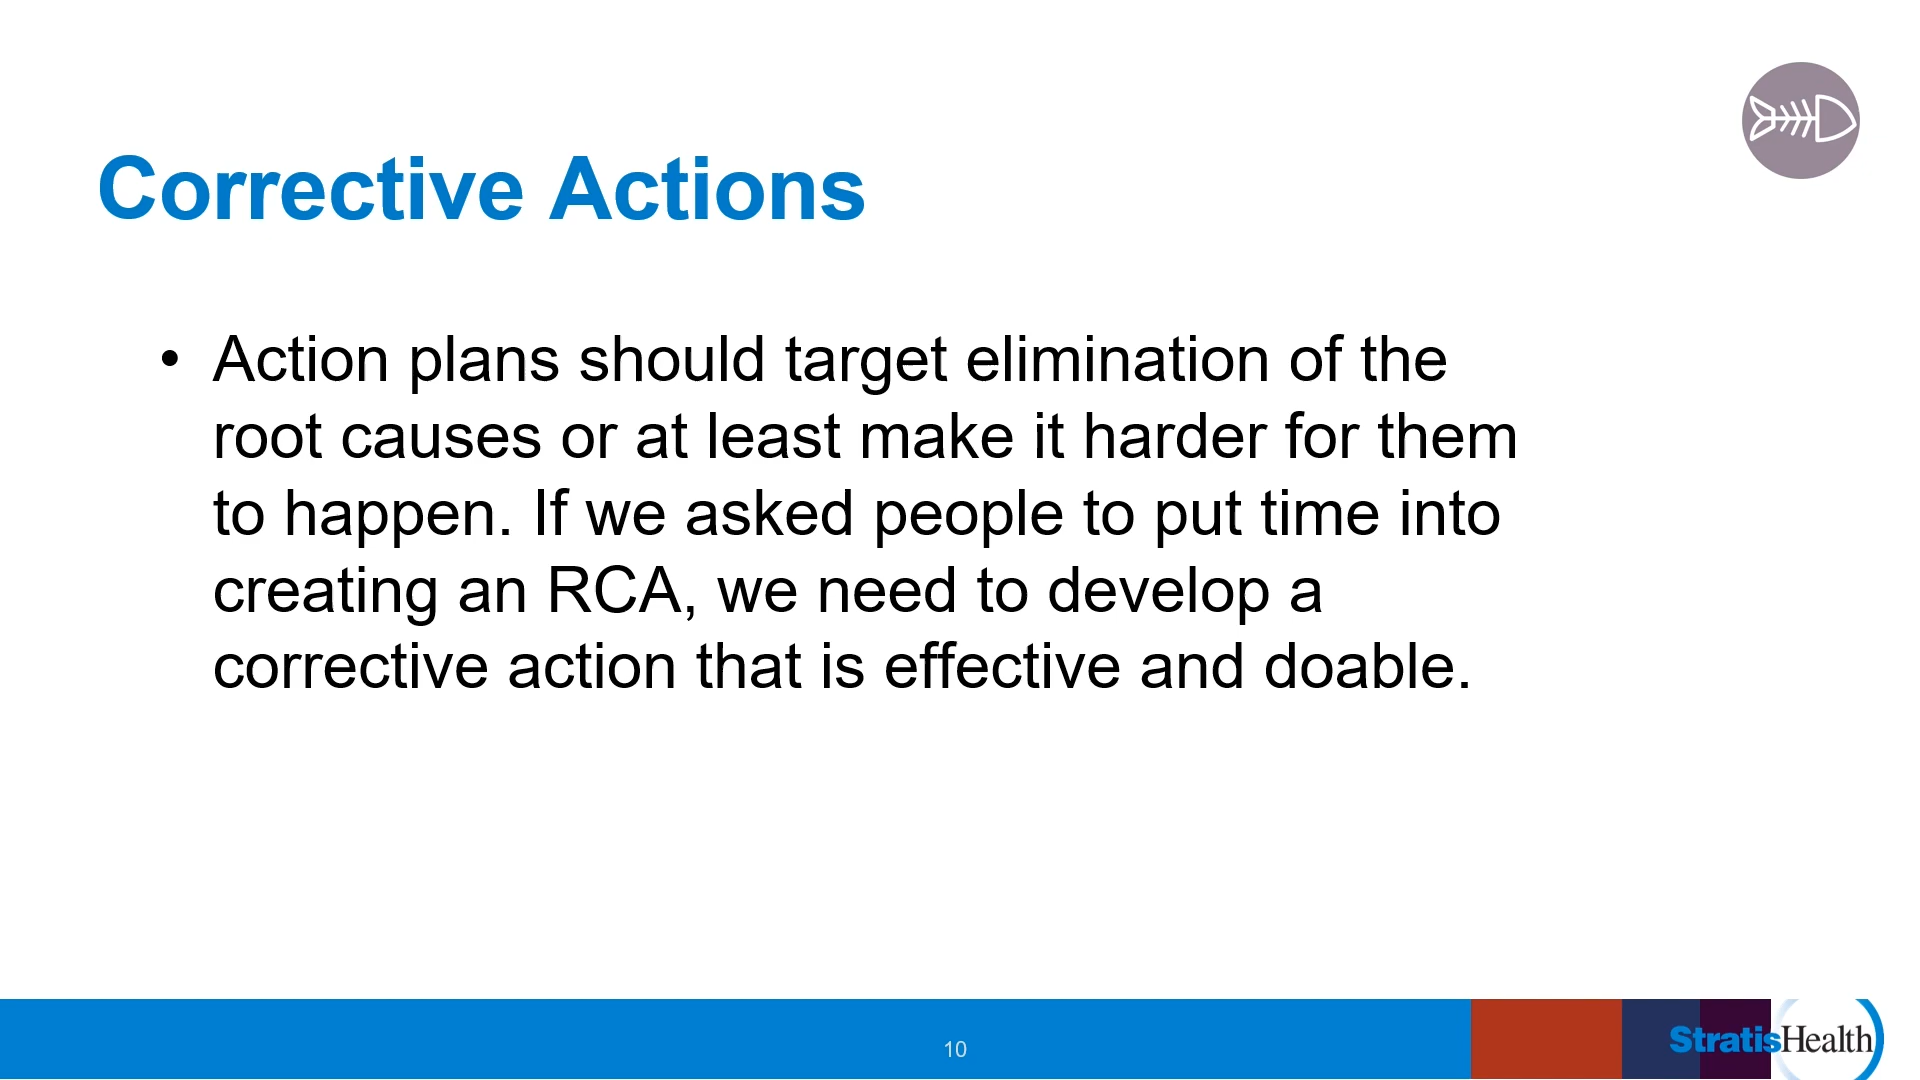 Corrective Actions
• Action plans should target elimination of the
root causes or at least make it harder for them
to happen. If we asked people to put time into
creating an RCA, we need to develop a
corrective action that is effective and doable.
10
StratisHealth